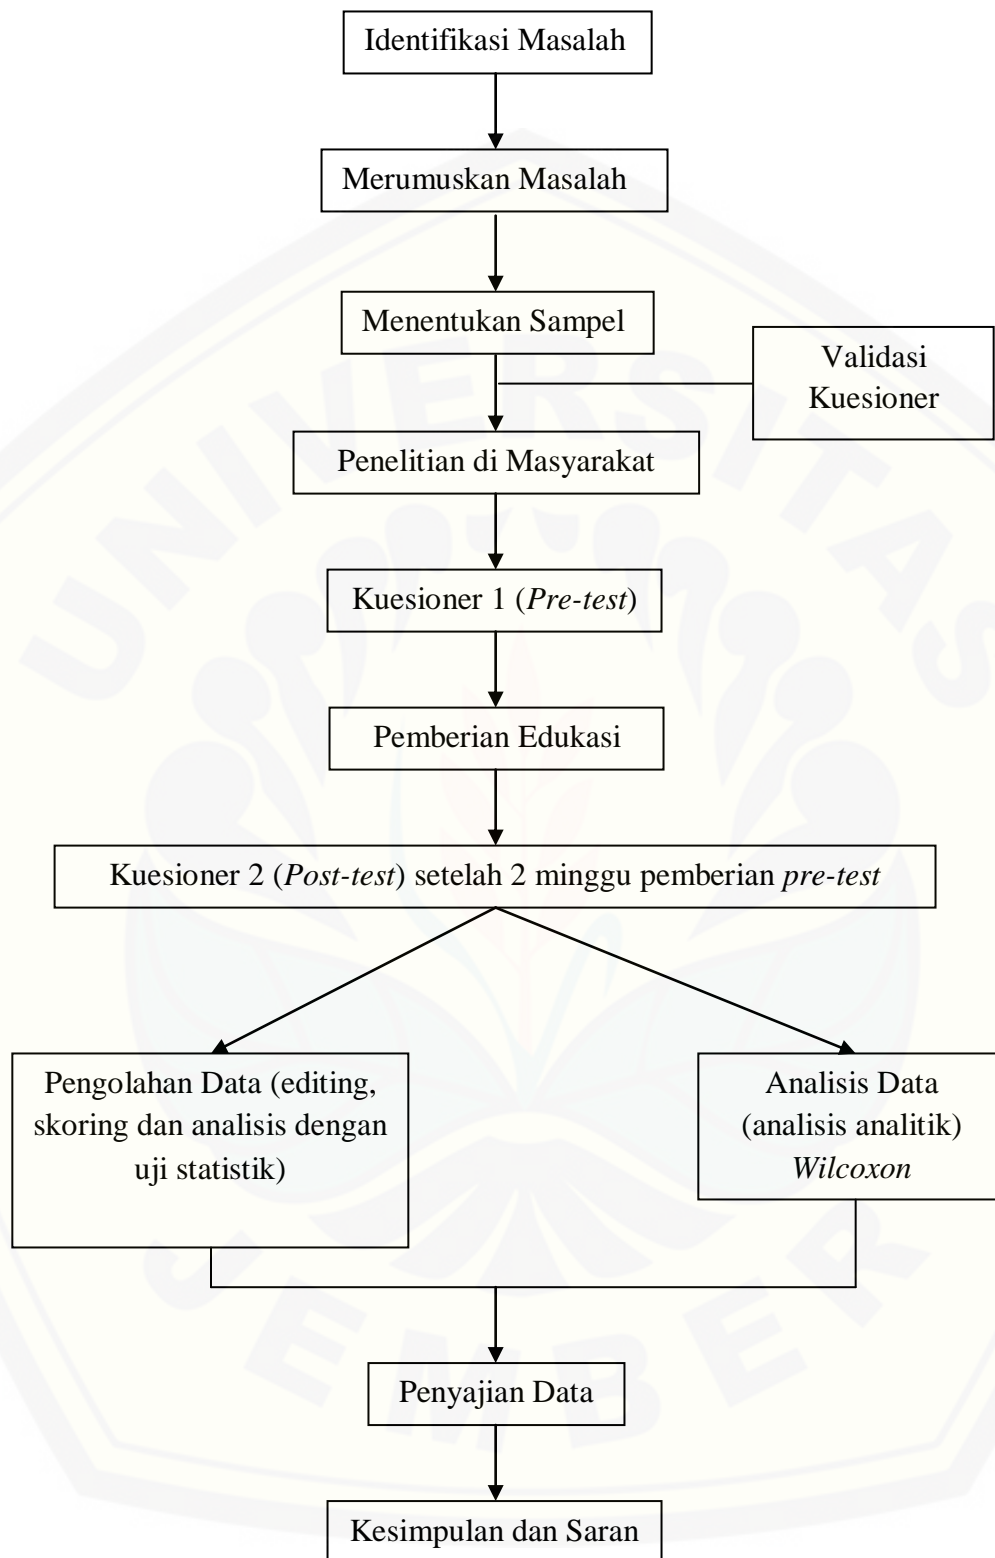 Identifikasi Masalah
Merumuskan Masalah
Menentukan Sampel
Validasi
Kuesioner
Penelitian di Masyarakat
Kuesioner 1 (Pre-test)
Pemberian Edukasi
Kuesioner 2 (Post-test) setelah 2 minggu pemberian pre-test
Pengolahan Data (editing,
skoring dan analisis dengan
uji statistik)
Analisis Data
(analisis analitik)
Wilcoxon
Penyajian Data
Kesimpulan dan Saran
UNIVERSITAS
JEMBER